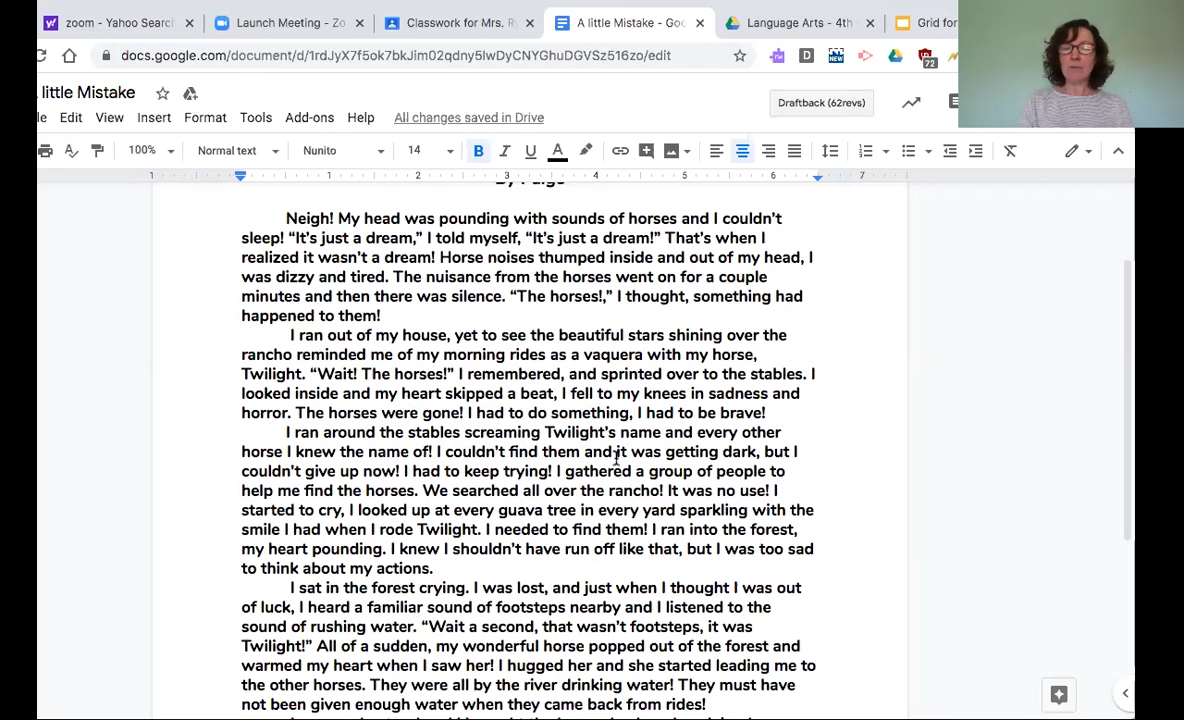 zoom - Yahoo Searc
Launch Meeting - Zo
Classwork for Mrs. R
A little Mistake - Goo
Language Arts - 4th
Grid for
docs.google.com/document/d/1rdJyX7f5ok7bkJim02qdny5lwDyCNYGhuDGVSz516zo/edit
NEW
72
little Mistake
Draftback (62revs)
le Edit View Insert Format Tools Add-ons Help All changes saved in Drive
100% Normal text Nunito 14 B I U A
1 1 2 3 4 5 6 7
By Paige
Neigh! My head was pounding with sounds of horses and I couldn't
sleep! “It's just a dream,” I told myself, “It's just a dream!” That's when I
realized it wasn't a dream! Horse noises thumped inside and out of my head, I
was dizzy and tired. The nuisance from the horses went on for a couple
minutes and then there was silence. “The horses!,” I thought, something had
happened to them!
I ran out of my house, yet to see the beautiful stars shining over the
rancho reminded me of my morning rides as a vaquera with my horse,
Twilight. “Wait! The horses!” I remembered, and sprinted over to the stables. I
looked inside and my heart skipped a beat, I fell to my knees in sadness and
horror. The horses were gone! I had to do something, I had to be brave!
I ran around the stables screaming Twilight's name and every other
horse I knew the name of! I couldn't find them and it was getting dark, but I
couldn't give up now! I had to keep trying! I gathered a group of people to
help me find the horses. We searched all over the rancho! It was no use! I
started to cry, I looked up at every guava tree in every yard sparkling with the
smile I had when I rode Twilight. I needed to find them! I ran into the forest,
my heart pounding. I knew I shouldn't have run off like that, but I was too sad
to think about my actions.
I sat in the forest crying. I was lost, and just when I thought I was out
of luck, I heard a familiar sound of footsteps nearby and I listened to the
sound of rushing water. “Wait a second, that wasn't footsteps, it was
Twilight!” All of a sudden, my wonderful horse popped out of the forest and
warmed my heart when I saw her! I hugged her and she started leading me to
the other horses. They were all by the river drinking water! They must have
not been given enough water when they came back from rides!